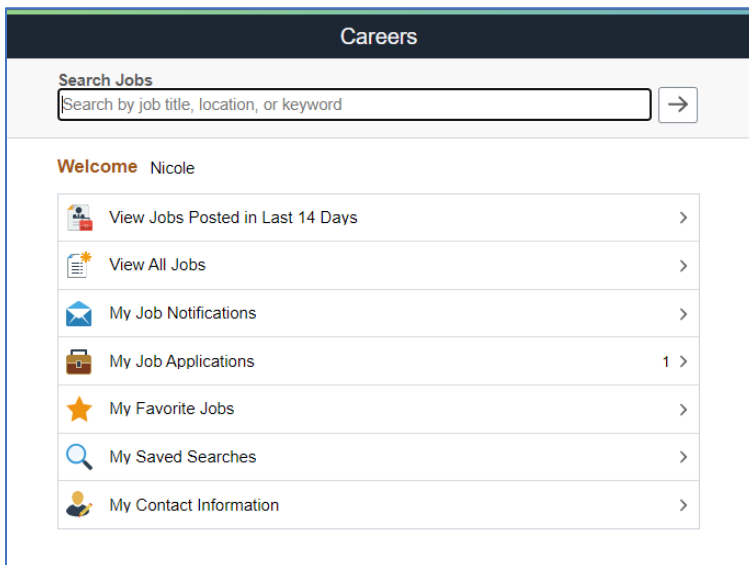 Careers
Search Jobs
Search by job title, location, or keyword
Welcome Nicole
View Jobs Posted in Last 14 Days
View All Jobs
My Job Notifications
My Job Applications 1
My Favorite Jobs
My Saved Searches
My Contact Information